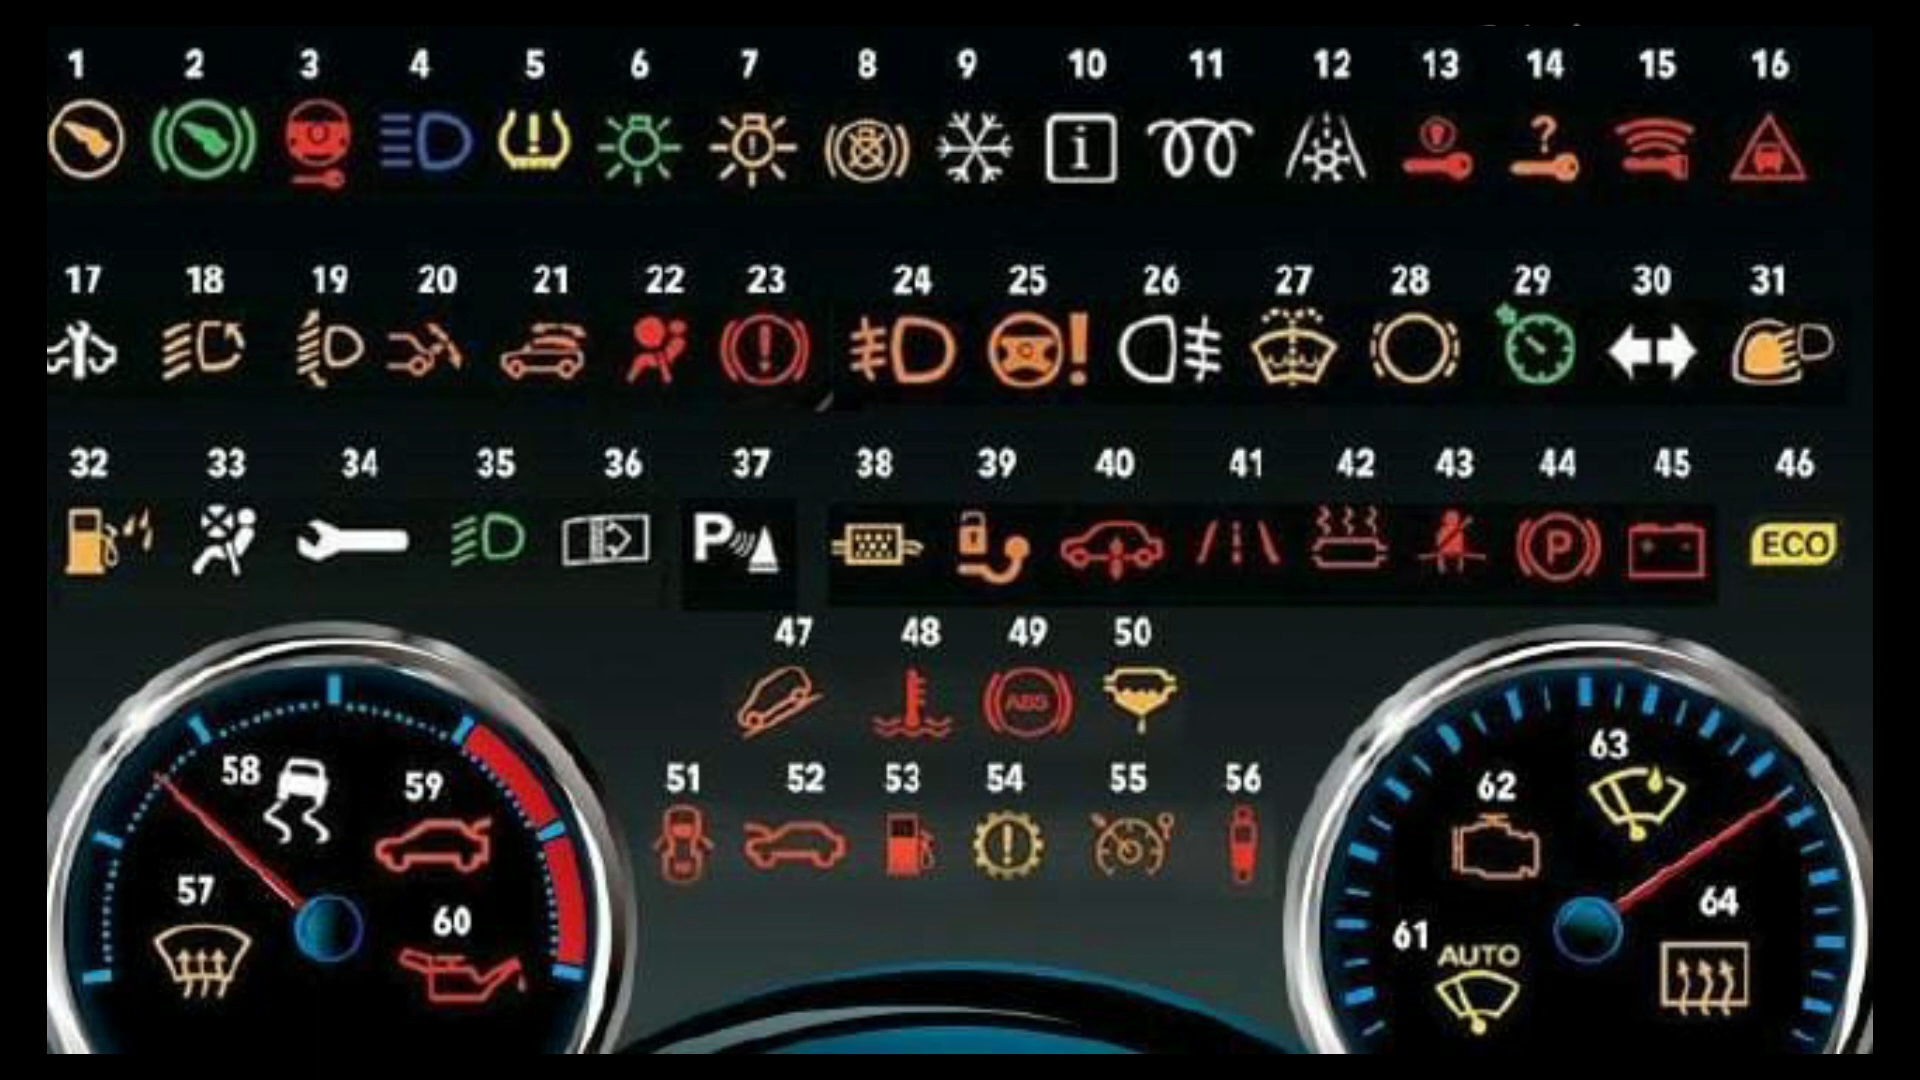 1 2 3 4 5 6 7 8 9 10 11 12 13 14 15 16
! ! i ?
17 18 19 20 21 22 23 24 25 26 27 28 29 30 31
! !
32 33 34 35 36 37 38 39 40 41 42 43 44 45 46
P P ECO
47 48 49 50
ABS
51 52 53 54 55 56
!
58 59
57 60
63
62
64
61 AUTO